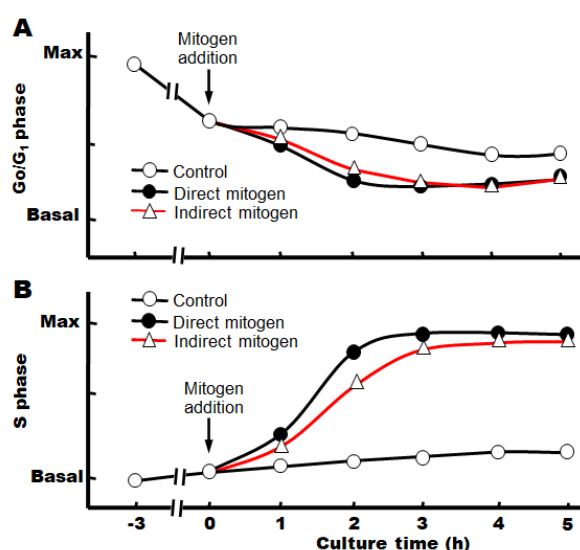 A
Max
Mitogen
addition
Go/G1 phase
Control
Direct mitogen
Indirect mitogen
Basal
B
Control
Max
Direct mitogen
Indirect mitogen
S phase
Mitogen
addition
Basal
-3 0 1 2 3 4 5
Culture time (h)